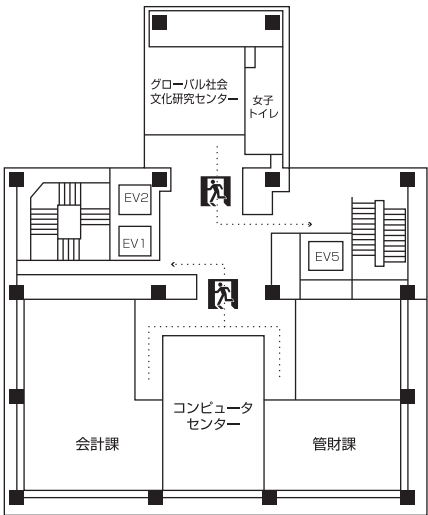 グローバル社会
文化研究センター
女子
トイレ
EV2
EV1
EV5
コンピュータ
センター
会計課
管財課